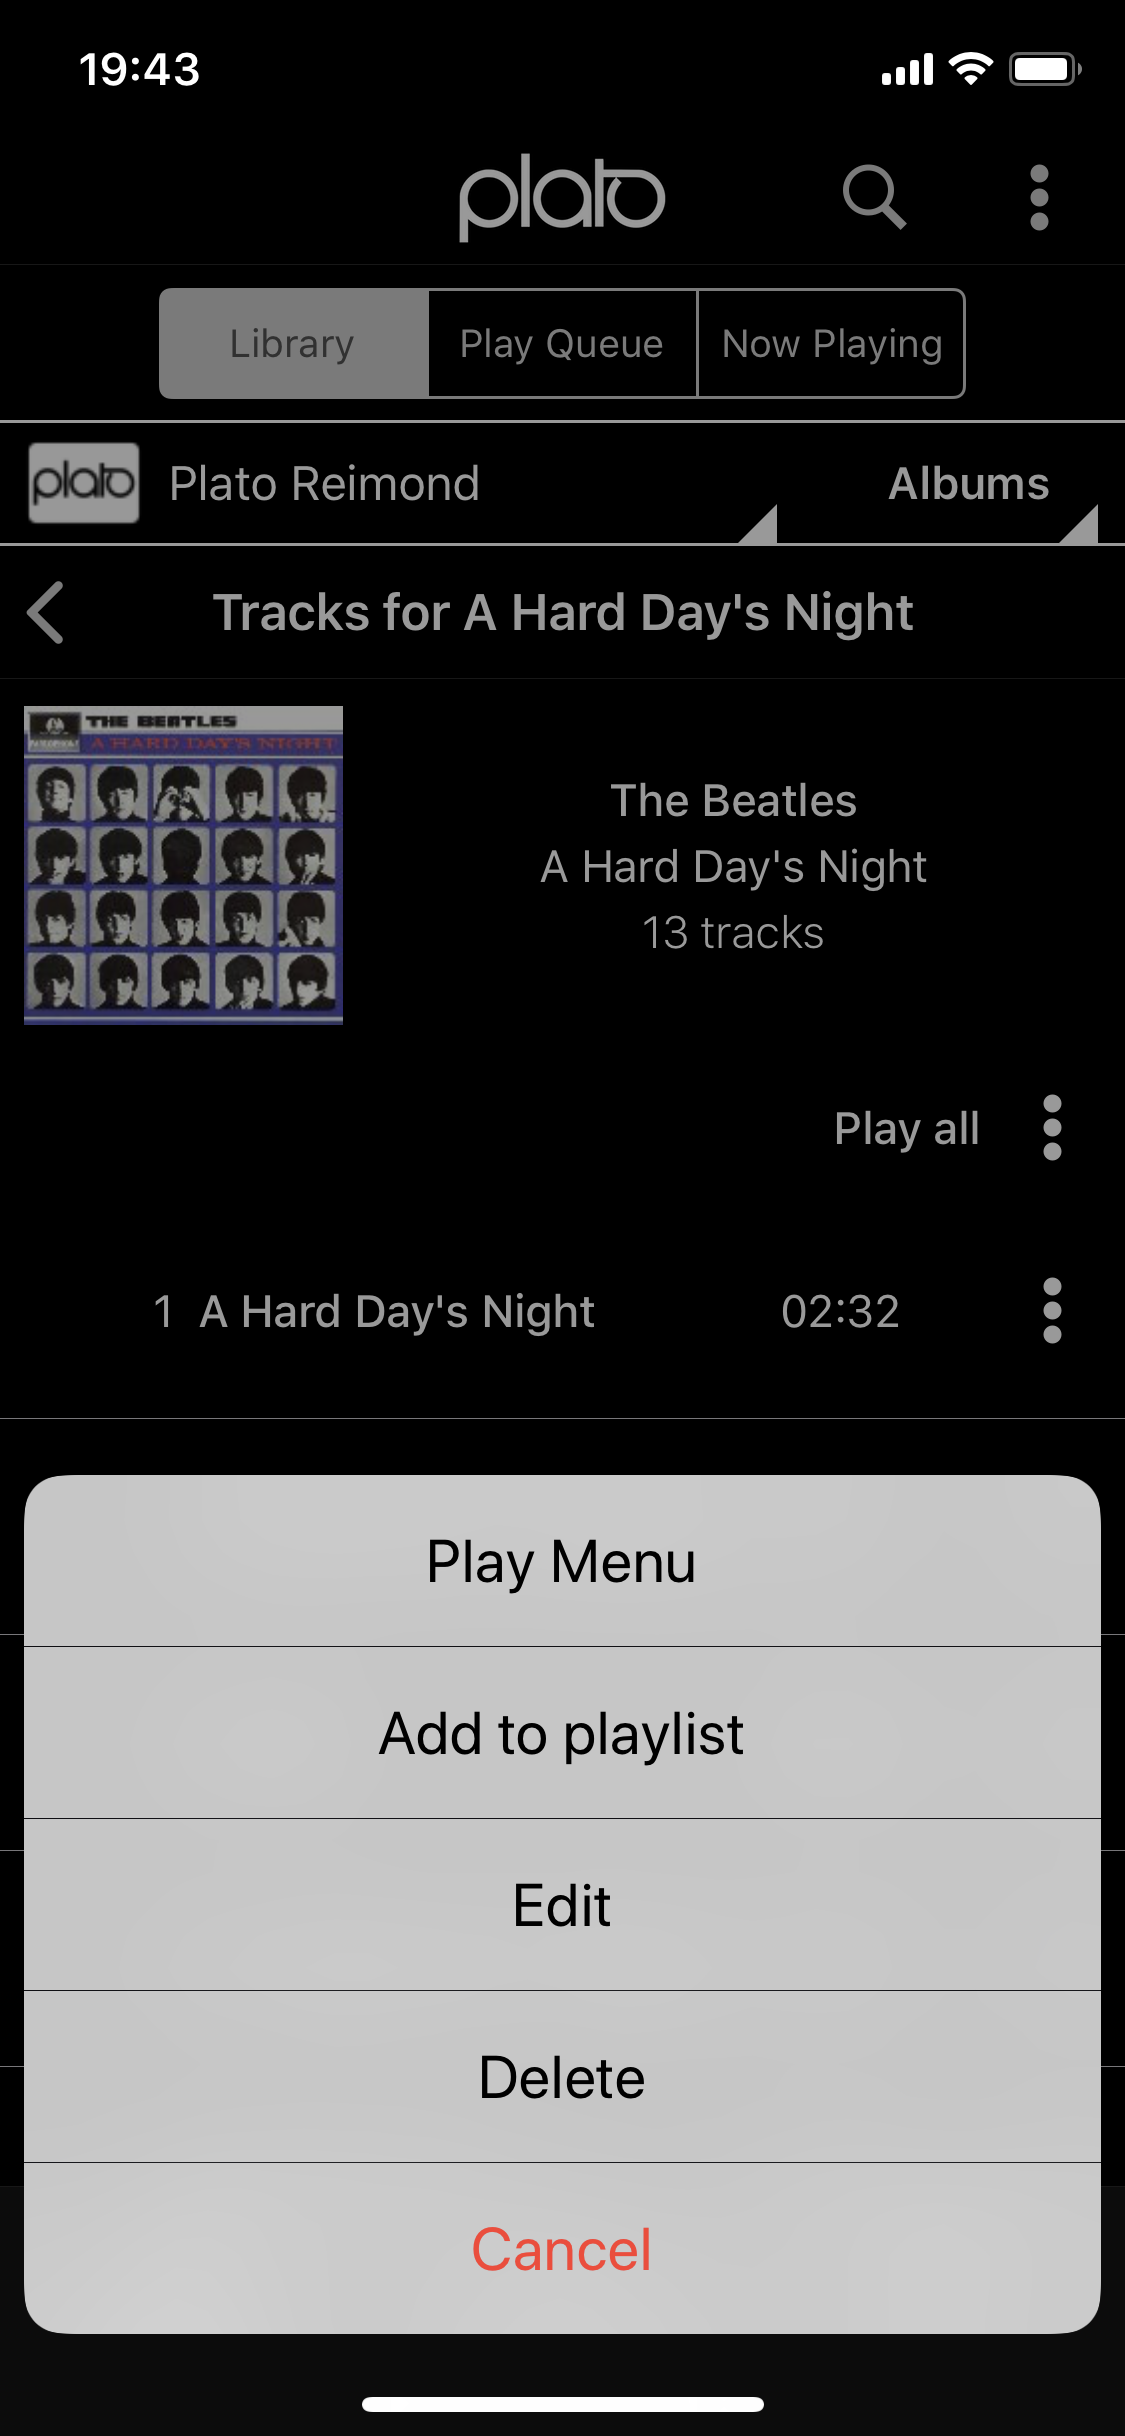 19:43
plato
Library
Play Queue
Now Playing
plato
Plato Reimond
Albums
Tracks for A Hard Day's Night
THE BEATLES
A HARD DAY'S NIGHT
The Beatles
A Hard Day's Night
13 tracks
Play all
1 A Hard Day's Night 02:32
Play Menu
Add to playlist
Edit
Delete
Cancel